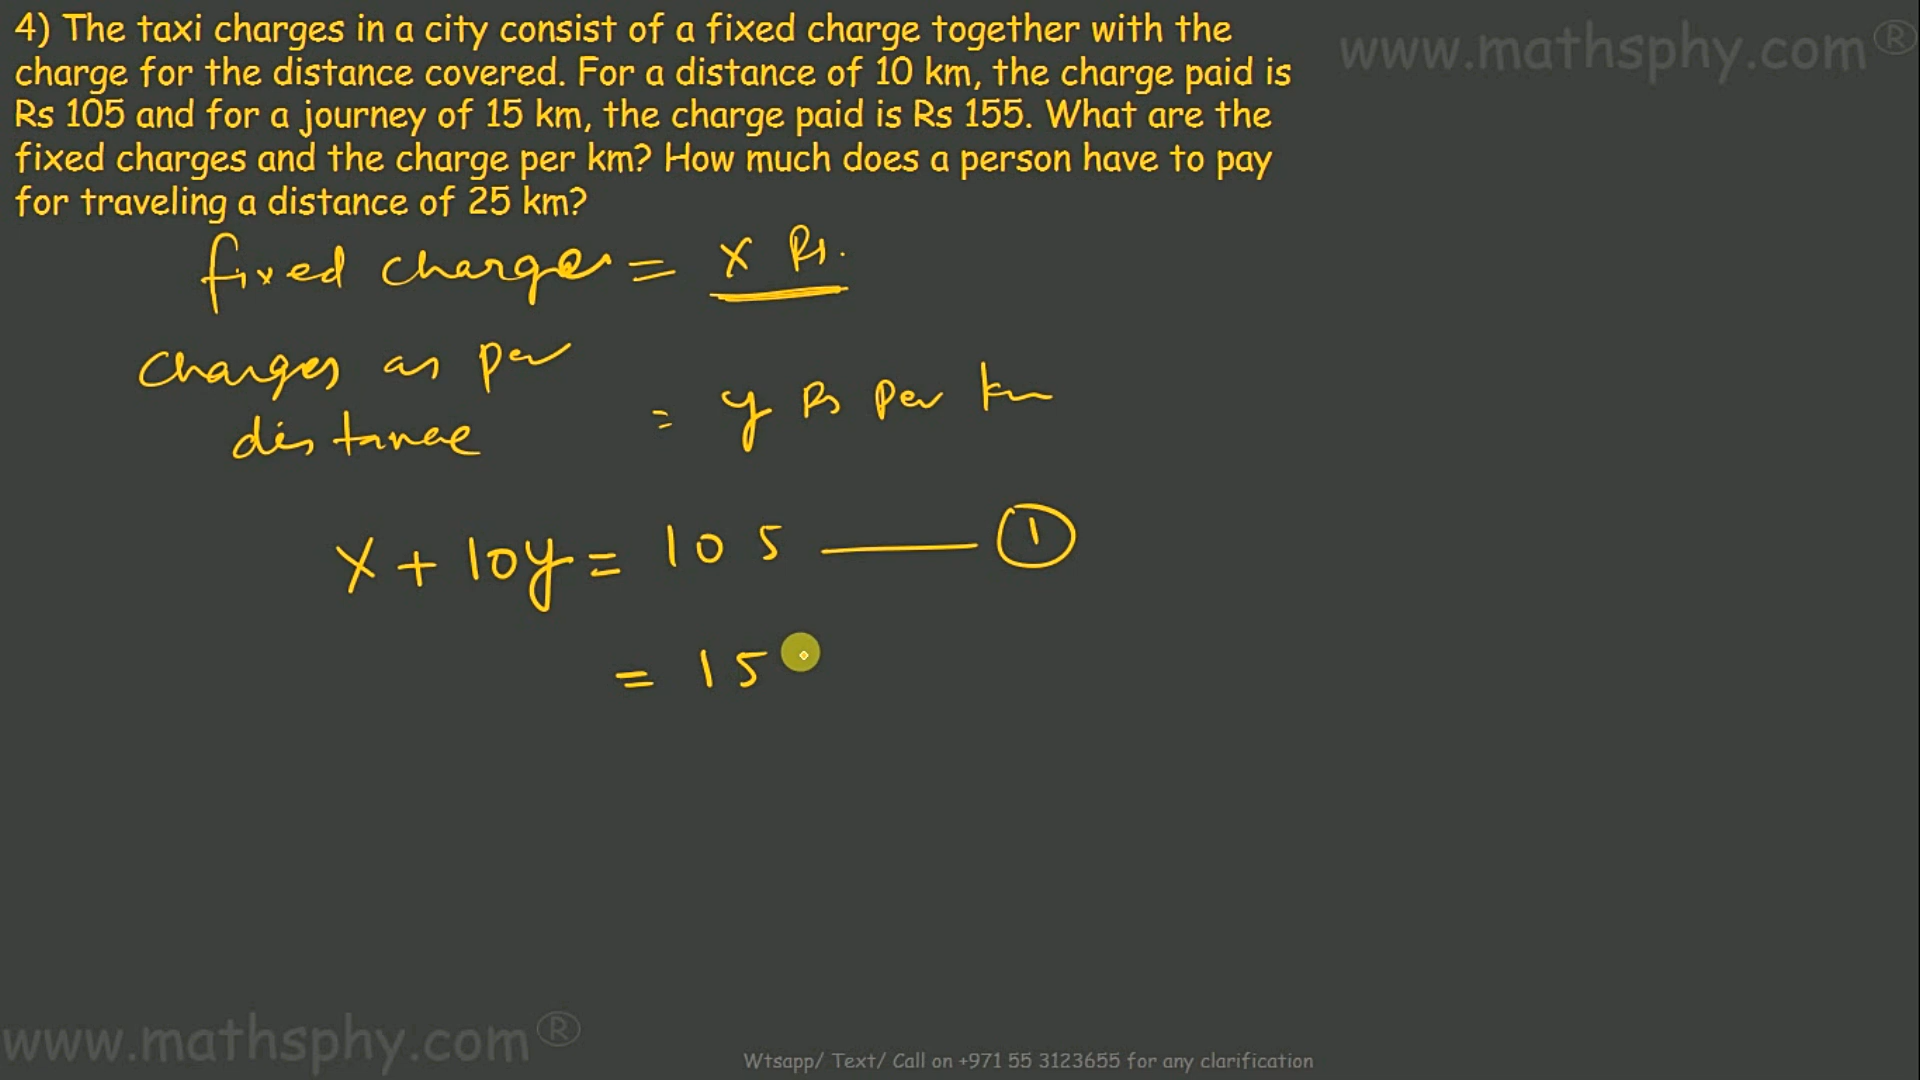 4) The taxi charges in a city consist of a fixed charge together with the
charge for the distance covered. For a distance of 10 km, the charge paid is
Rs 105 and for a journey of 15 km, the charge paid is Rs 155. What are the
fixed charges and the charge per km? How much does a person have to pay
for traveling a distance of 25 km?
www.mathsphy.com®
fixed charges = x Rs.
Charges as per
distance = y Rs per km
x + 10y = 105 —— 1
= 15
www.mathsphy.com®
Wtsapp/ Text/ Call on +971 55 3123655 for any clarification